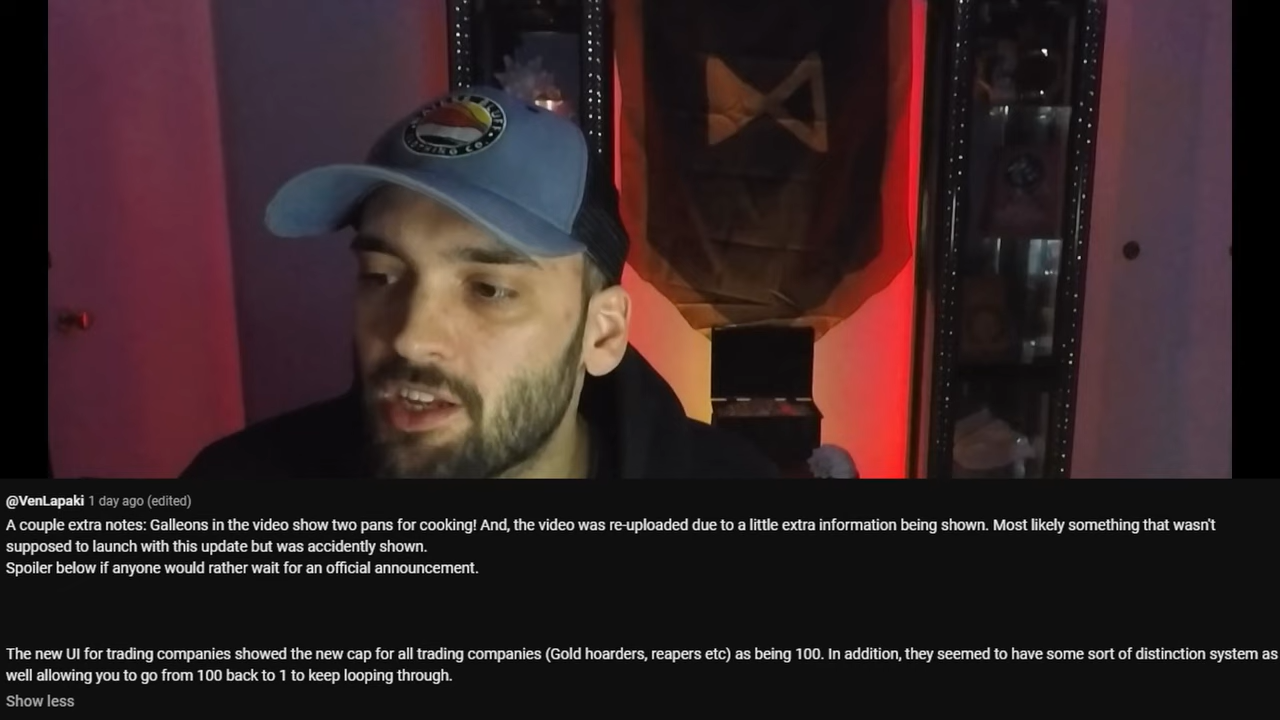 @VenLapaki 1 day ago (edited)
A couple extra notes: Galleons in the video show two pans for cooking! And, the video was re-uploaded due to a little extra information being shown. Most likely something that wasn't
supposed to launch with this update but was accidently shown.
Spoiler below if anyone would rather wait for an official announcement.
The new UI for trading companies showed the new cap for all trading companies (Gold hoarders, reapers etc) as being 100. In addition, they seemed to have some sort of distinction system as
well allowing you to go from 100 back to 1 to keep looping through.
Show less